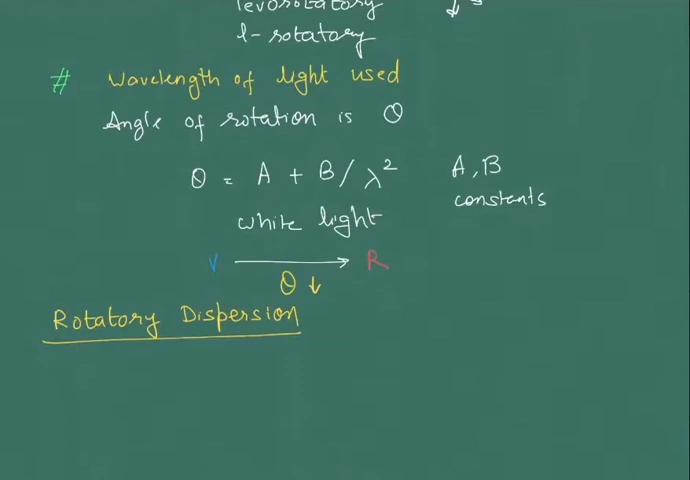 levorotatory
l-rotatory
# Wavelength of light used
Angle of rotation is θ
θ = A + B/λ² A, B
constants
white light
V → R
θ ↓
Rotatory Dispersion